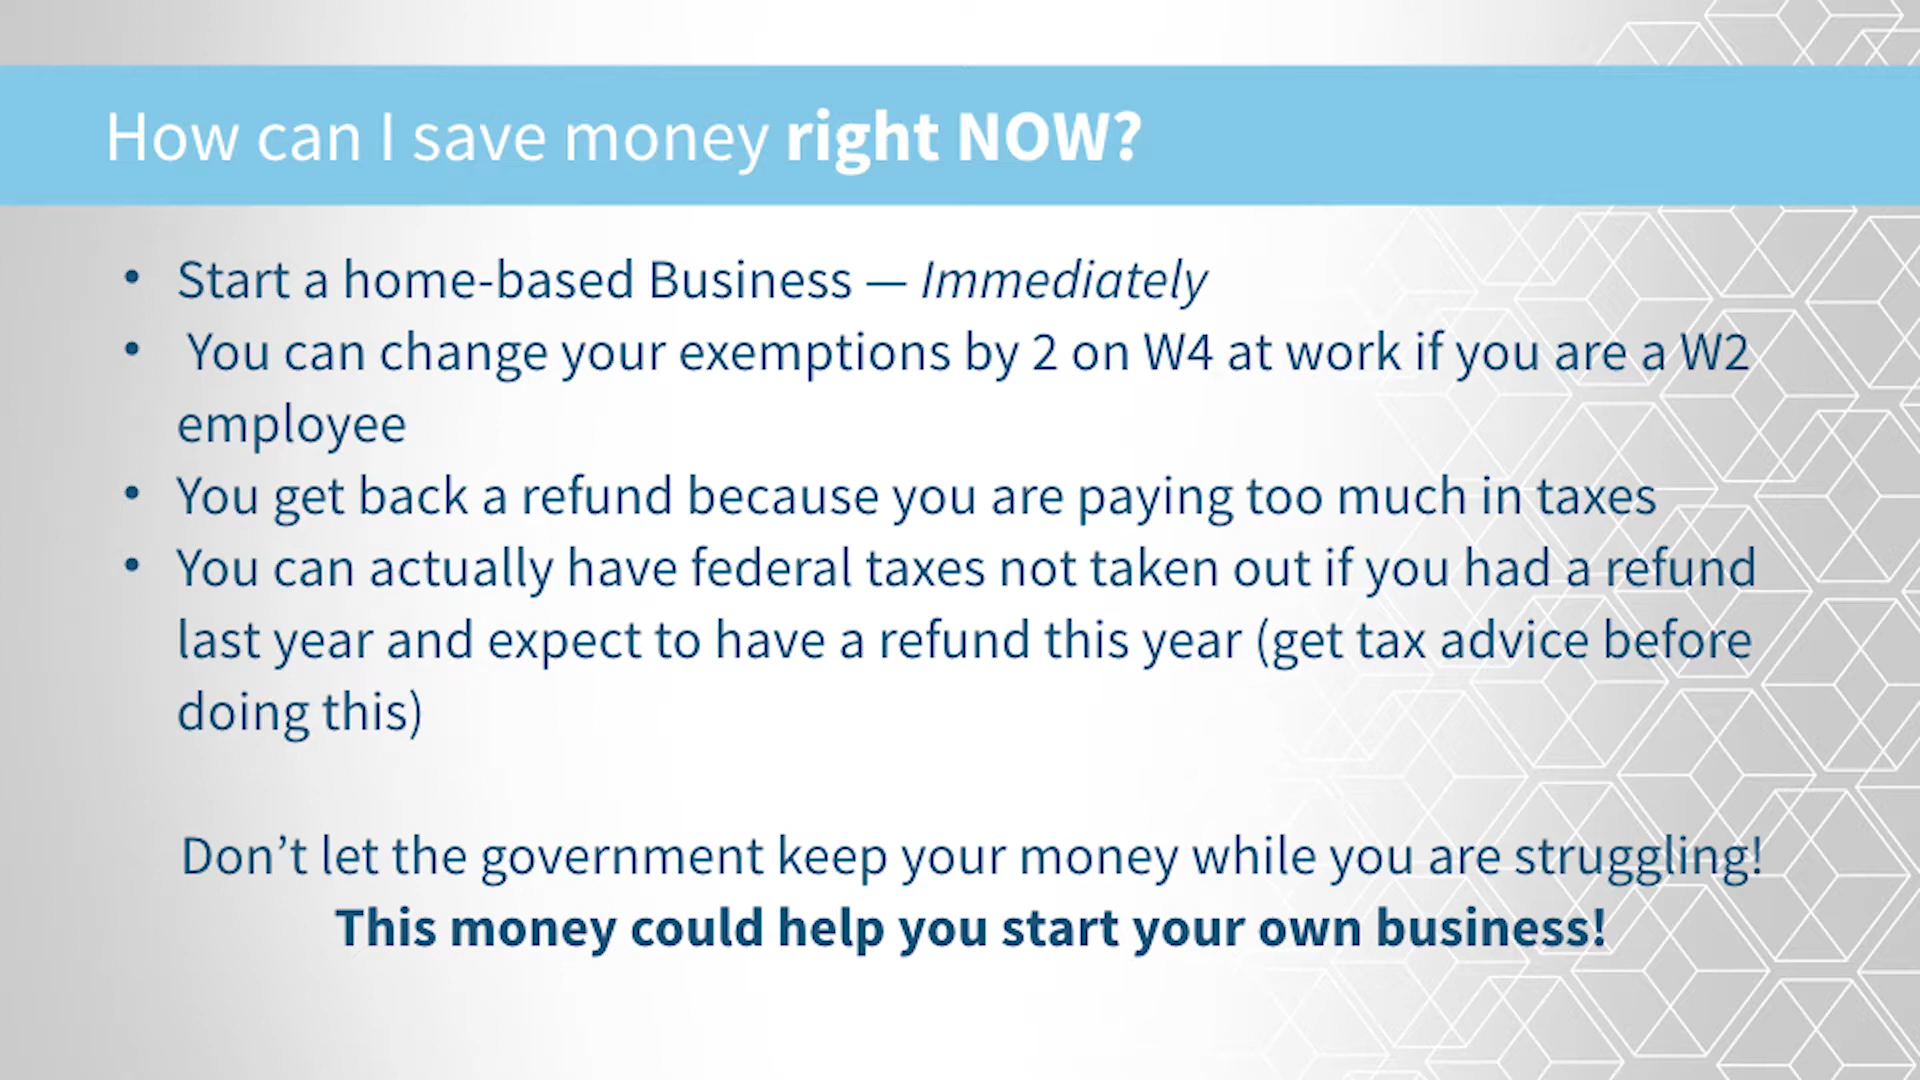 How can I save money right NOW?
• Start a home-based Business — Immediately
• You can change your exemptions by 2 on W4 at work if you are a W2
employee
• You get back a refund because you are paying too much in taxes
• You can actually have federal taxes not taken out if you had a refund
last year and expect to have a refund this year (get tax advice before
doing this)
Don’t let the government keep your money while you are struggling!
This money could help you start your own business!